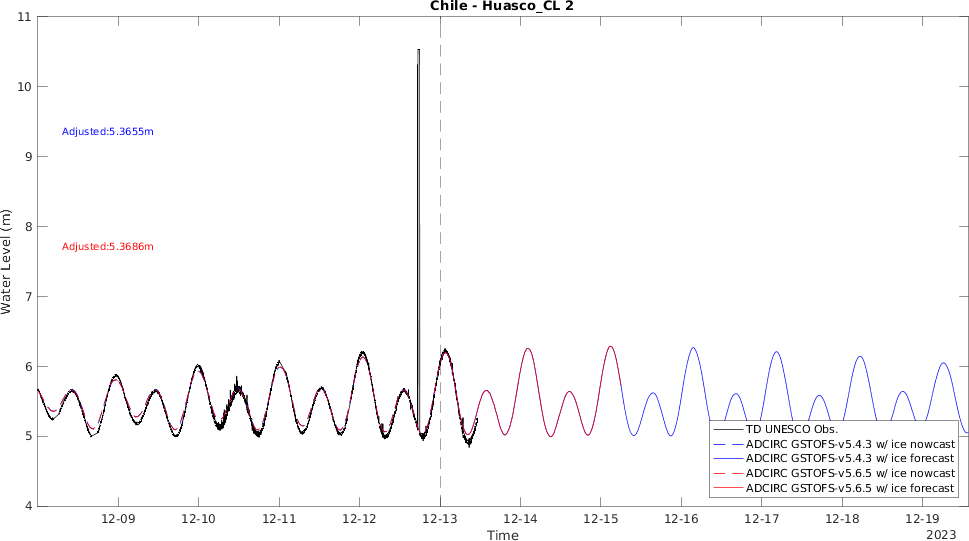 Chile - Huasco_CL 2
11
10
9
8
7
6
5
4
Water Level (m)
Adjusted:5.3655m
Adjusted:5.3686m
TD UNESCO Obs.
ADCIRC GSTOFS-v5.4.3 w/ ice nowcast
ADCIRC GSTOFS-v5.4.3 w/ ice forecast
ADCIRC GSTOFS-v5.6.5 w/ ice nowcast
ADCIRC GSTOFS-v5.6.5 w/ ice forecast
12-09 12-10 12-11 12-12 12-13 12-14 12-15 12-16 12-17 12-18 12-19
Time
2023